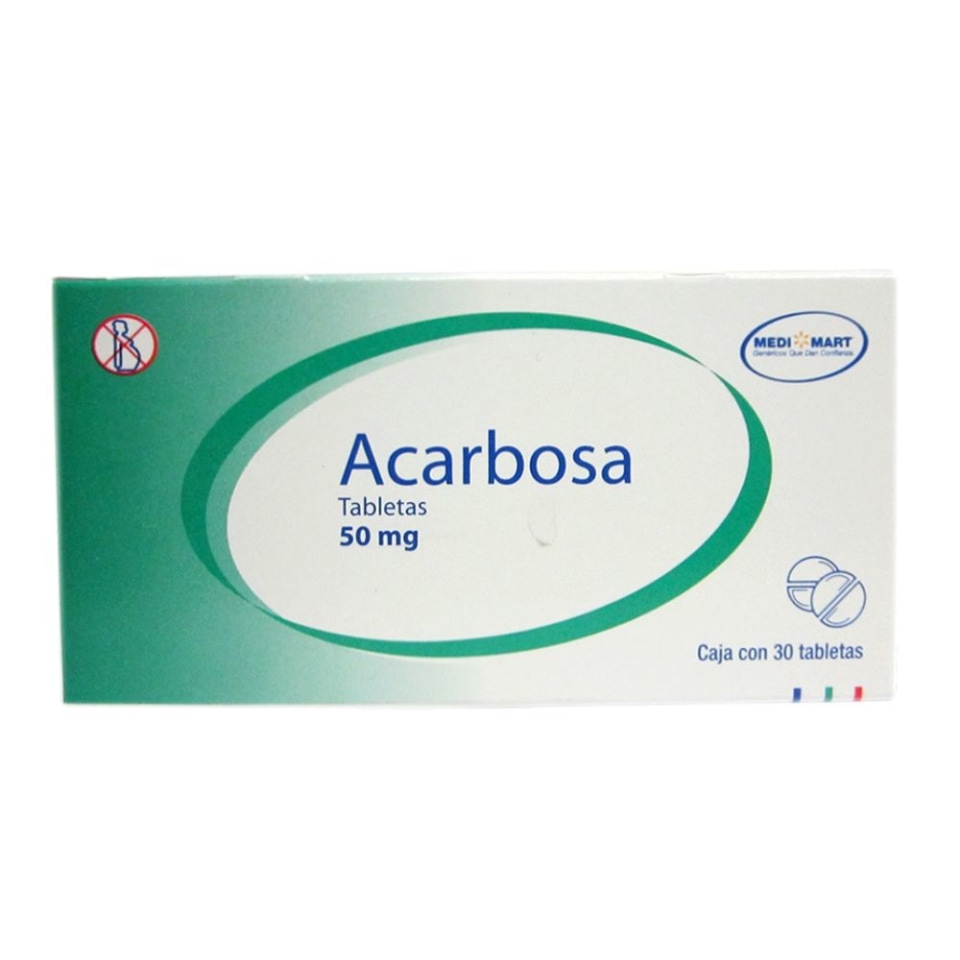 MEDI MART
Genéricos Que Dan Confianza
Acarbosa
Tabletas
50 mg
Caja con 30 tabletas